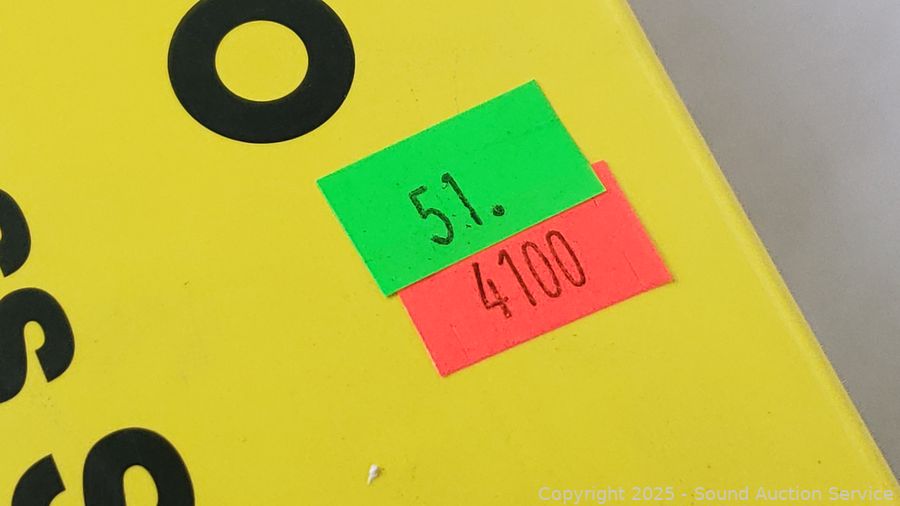 O
51.
4100
s
s
Copyright 2025 - Sound Auction Service